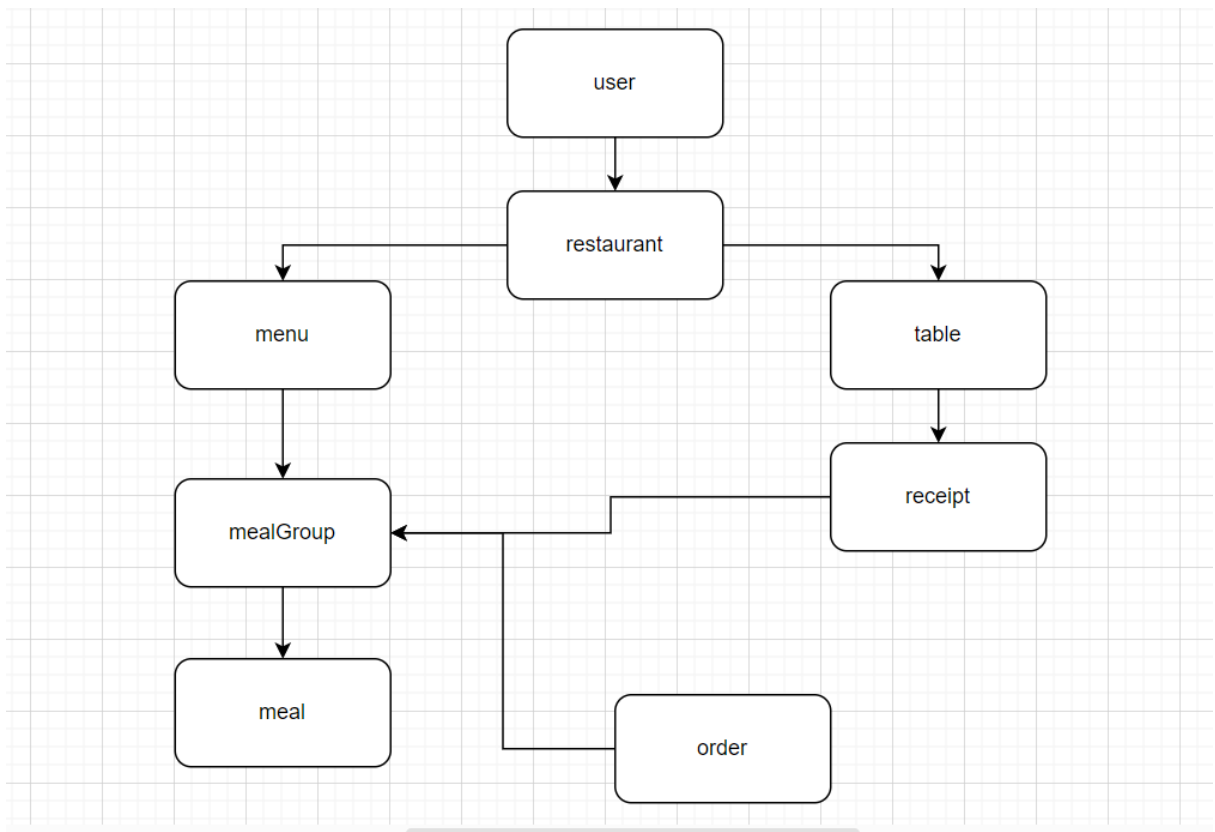 user
restaurant
menu
table
receipt
mealGroup
meal
order